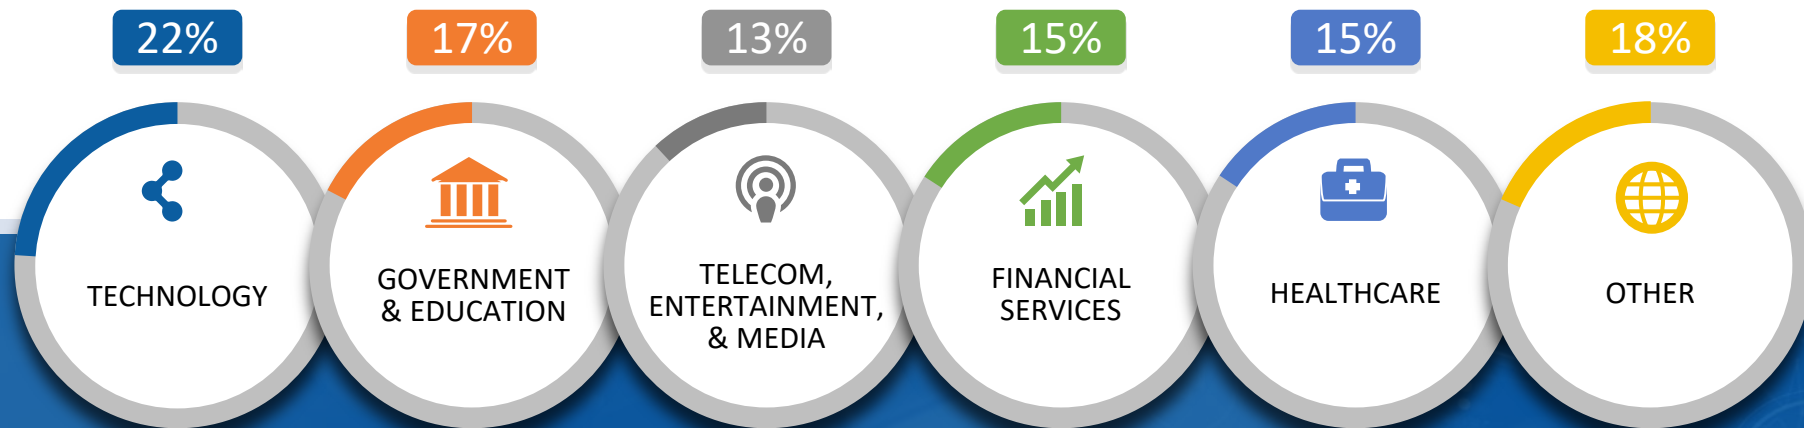 22%
17%
13%
15%
15%
18%
TECHNOLOGY
GOVERNMENT
& EDUCATION
TELECOM,
ENTERTAINMENT,
& MEDIA
FINANCIAL
SERVICES
HEALTHCARE
OTHER